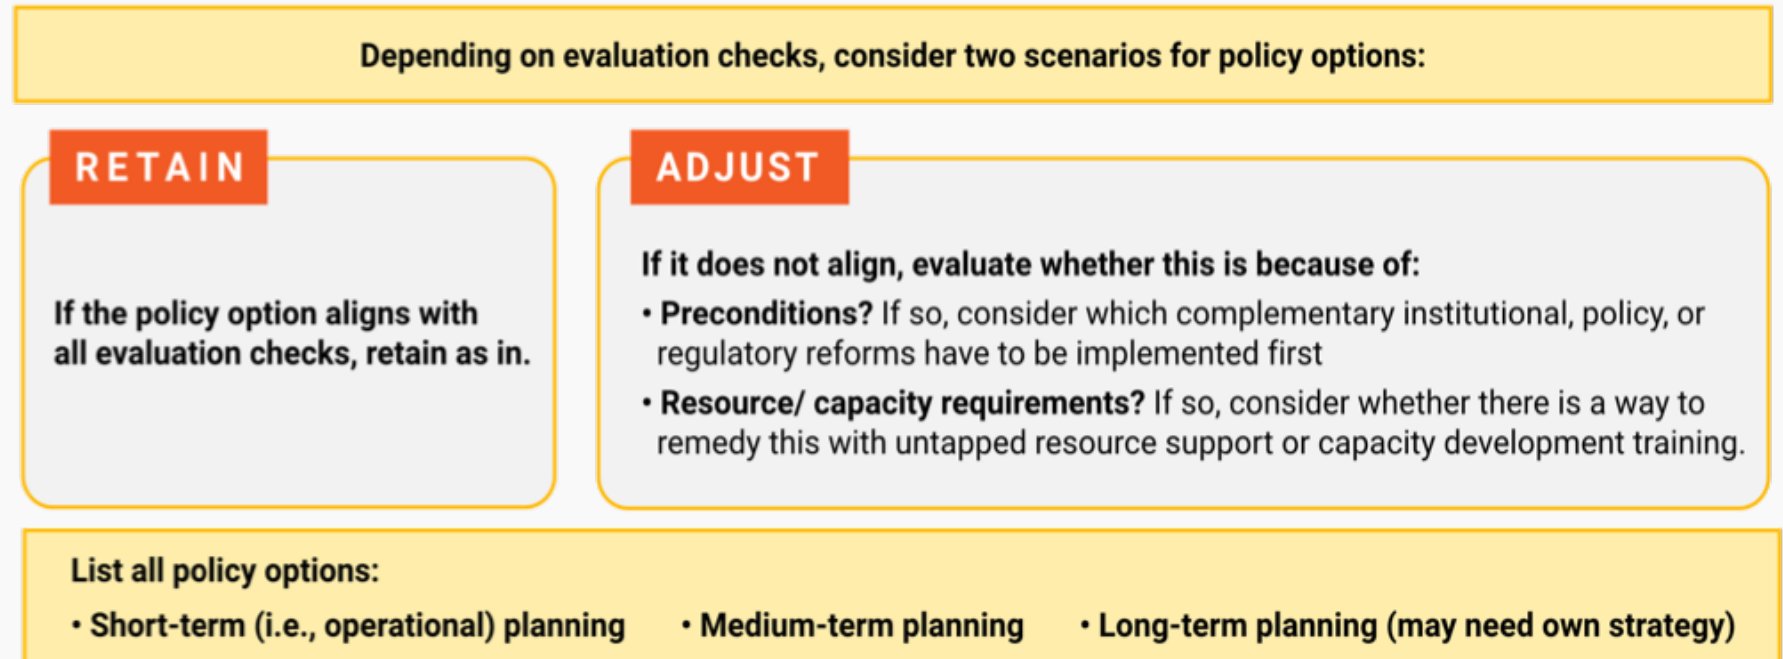 Depending on evaluation checks, consider two scenarios for policy options:
RETAIN
If the policy option aligns with
all evaluation checks, retain as in.
ADJUST
If it does not align, evaluate whether this is because of:
• Preconditions? If so, consider which complementary institutional, policy, or
regulatory reforms have to be implemented first
• Resource/ capacity requirements? If so, consider whether there is a way to
remedy this with untapped resource support or capacity development training.
List all policy options:
• Short-term (i.e., operational) planning • Medium-term planning • Long-term planning (may need own strategy)